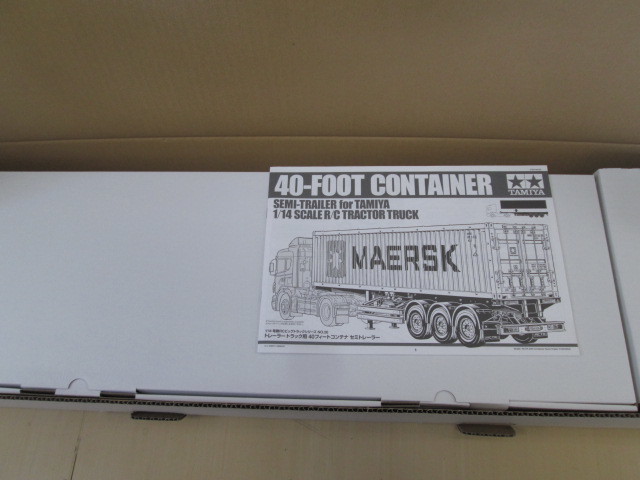 40-FOOT CONTAINER
TAMIYA
SEMI-TRAILER for TAMIYA
1/14 SCALE R/C TRACTOR TRUCK
MAERSK
トレーラートラック用 40フィートコンテナ セミトレーラー